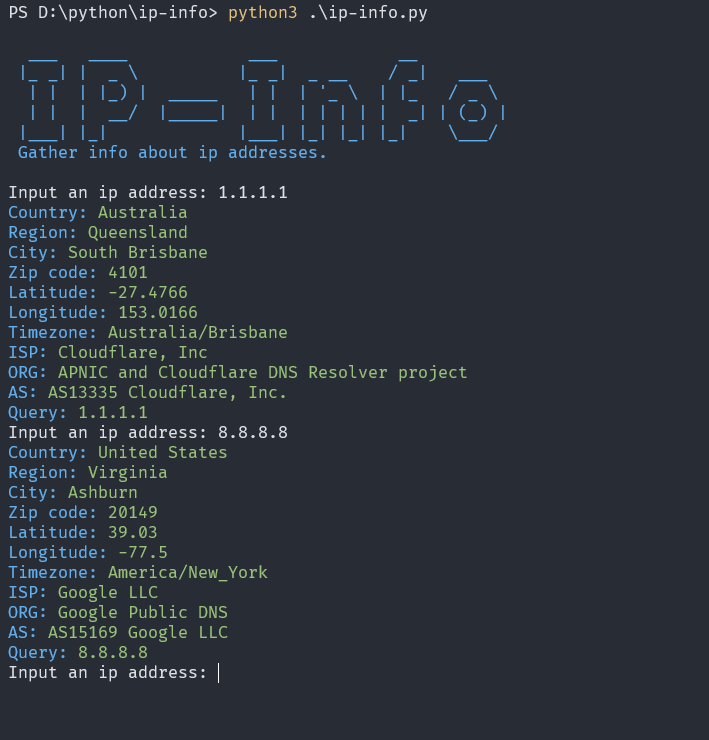 PS D:\python\ip-info> python3 .\ip-info.py
IP-Info
Gather info about ip addresses.
Input an ip address: 1.1.1.1
Country: Australia
Region: Queensland
City: South Brisbane
Zip code: 4101
Latitude: -27.4766
Longitude: 153.0166
Timezone: Australia/Brisbane
ISP: Cloudflare, Inc
ORG: APNIC and Cloudflare DNS Resolver project
AS: AS13335 Cloudflare, Inc.
Query: 1.1.1.1
Input an ip address: 8.8.8.8
Country: United States
Region: Virginia
City: Ashburn
Zip code: 20149
Latitude: 39.03
Longitude: -77.5
Timezone: America/New_York
ISP: Google LLC
ORG: Google Public DNS
AS: AS15169 Google LLC
Query: 8.8.8.8
Input an ip address: